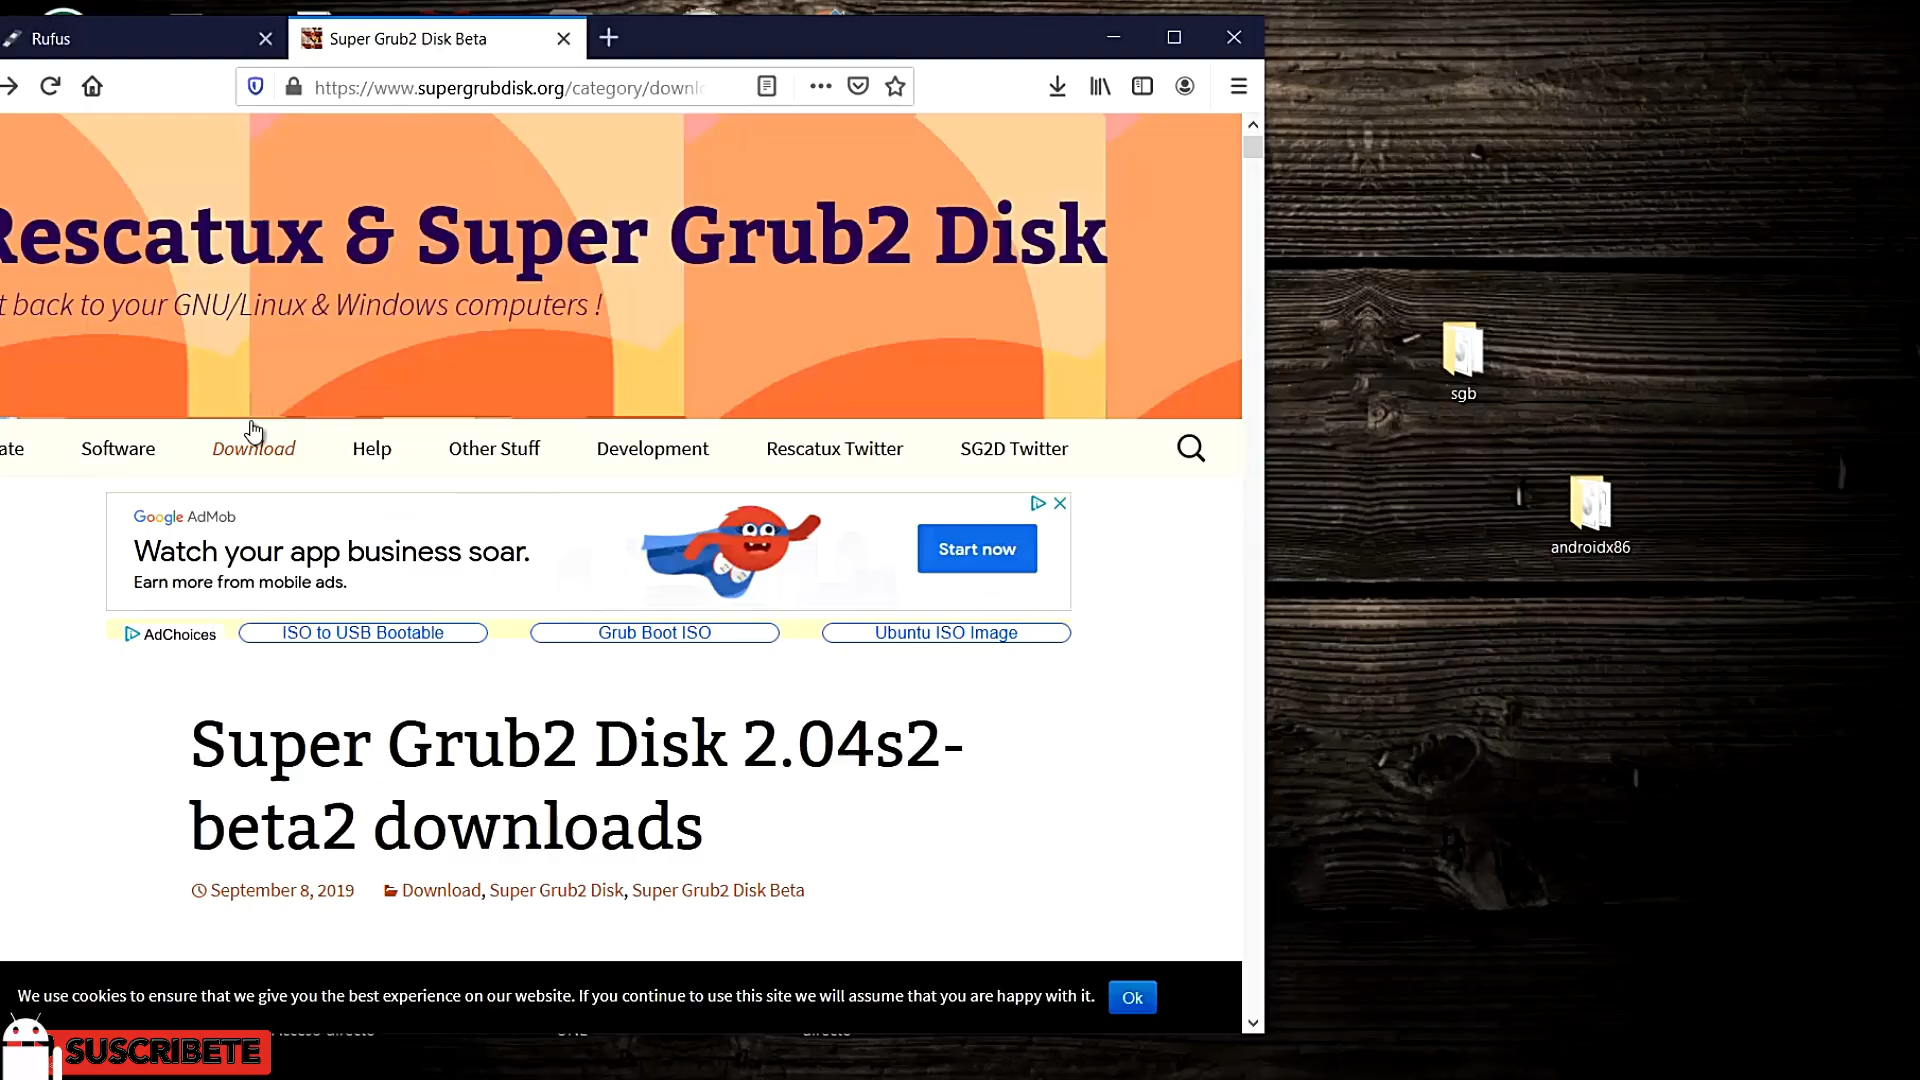 Rufus
Super Grub2 Disk Beta
https://www.supergrubdisk.org/category/downl
Rescatux & Super Grub2 Disk
t back to your GNU/Linux & Windows computers !
ate Software Download Help Other Stuff Development Rescatux Twitter SG2D Twitter
Google AdMob
Watch your app business soar.
Earn more from mobile ads.
Start now
AdChoices ISO to USB Bootable Grub Boot ISO Ubuntu ISO Image
Super Grub2 Disk 2.04s2-
beta2 downloads
September 8, 2019 Download, Super Grub2 Disk, Super Grub2 Disk Beta
We use cookies to ensure that we give you the best experience on our website. If you continue to use this site we will assume that you are happy with it. Ok
SUSCRIBETE
sgb
androidx86